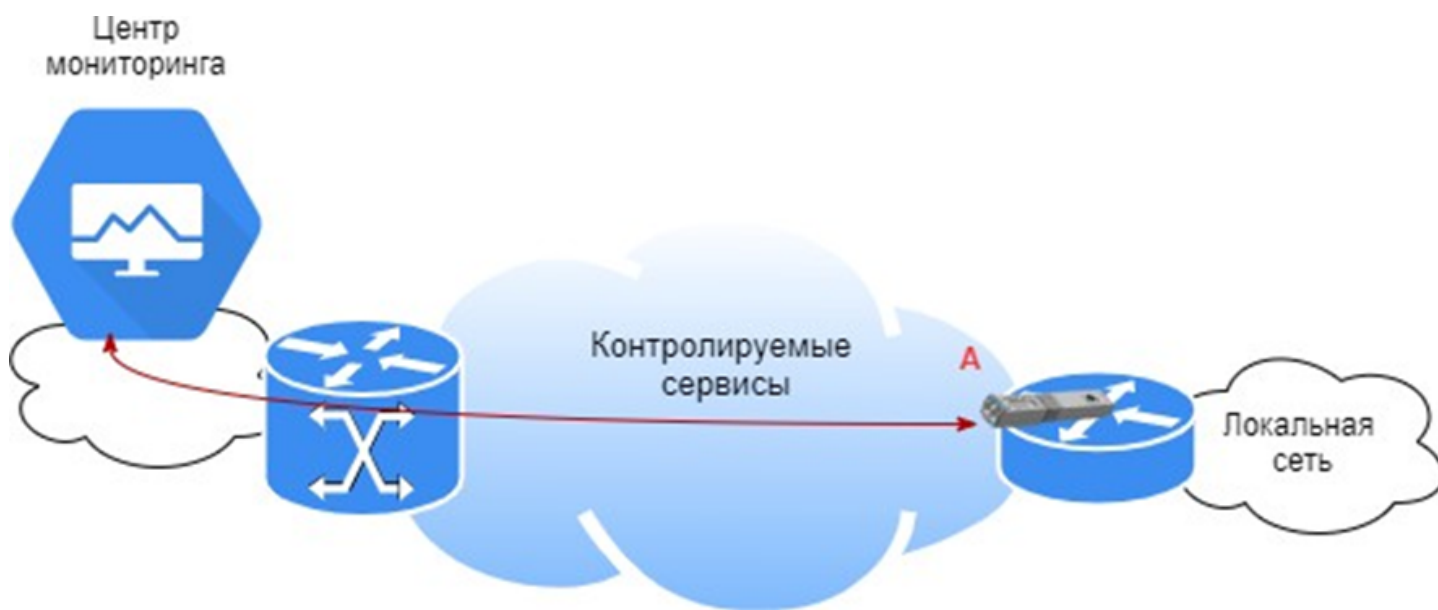 Центр
мониторинга
Контролируемые
сервисы
А
Локальная
сеть